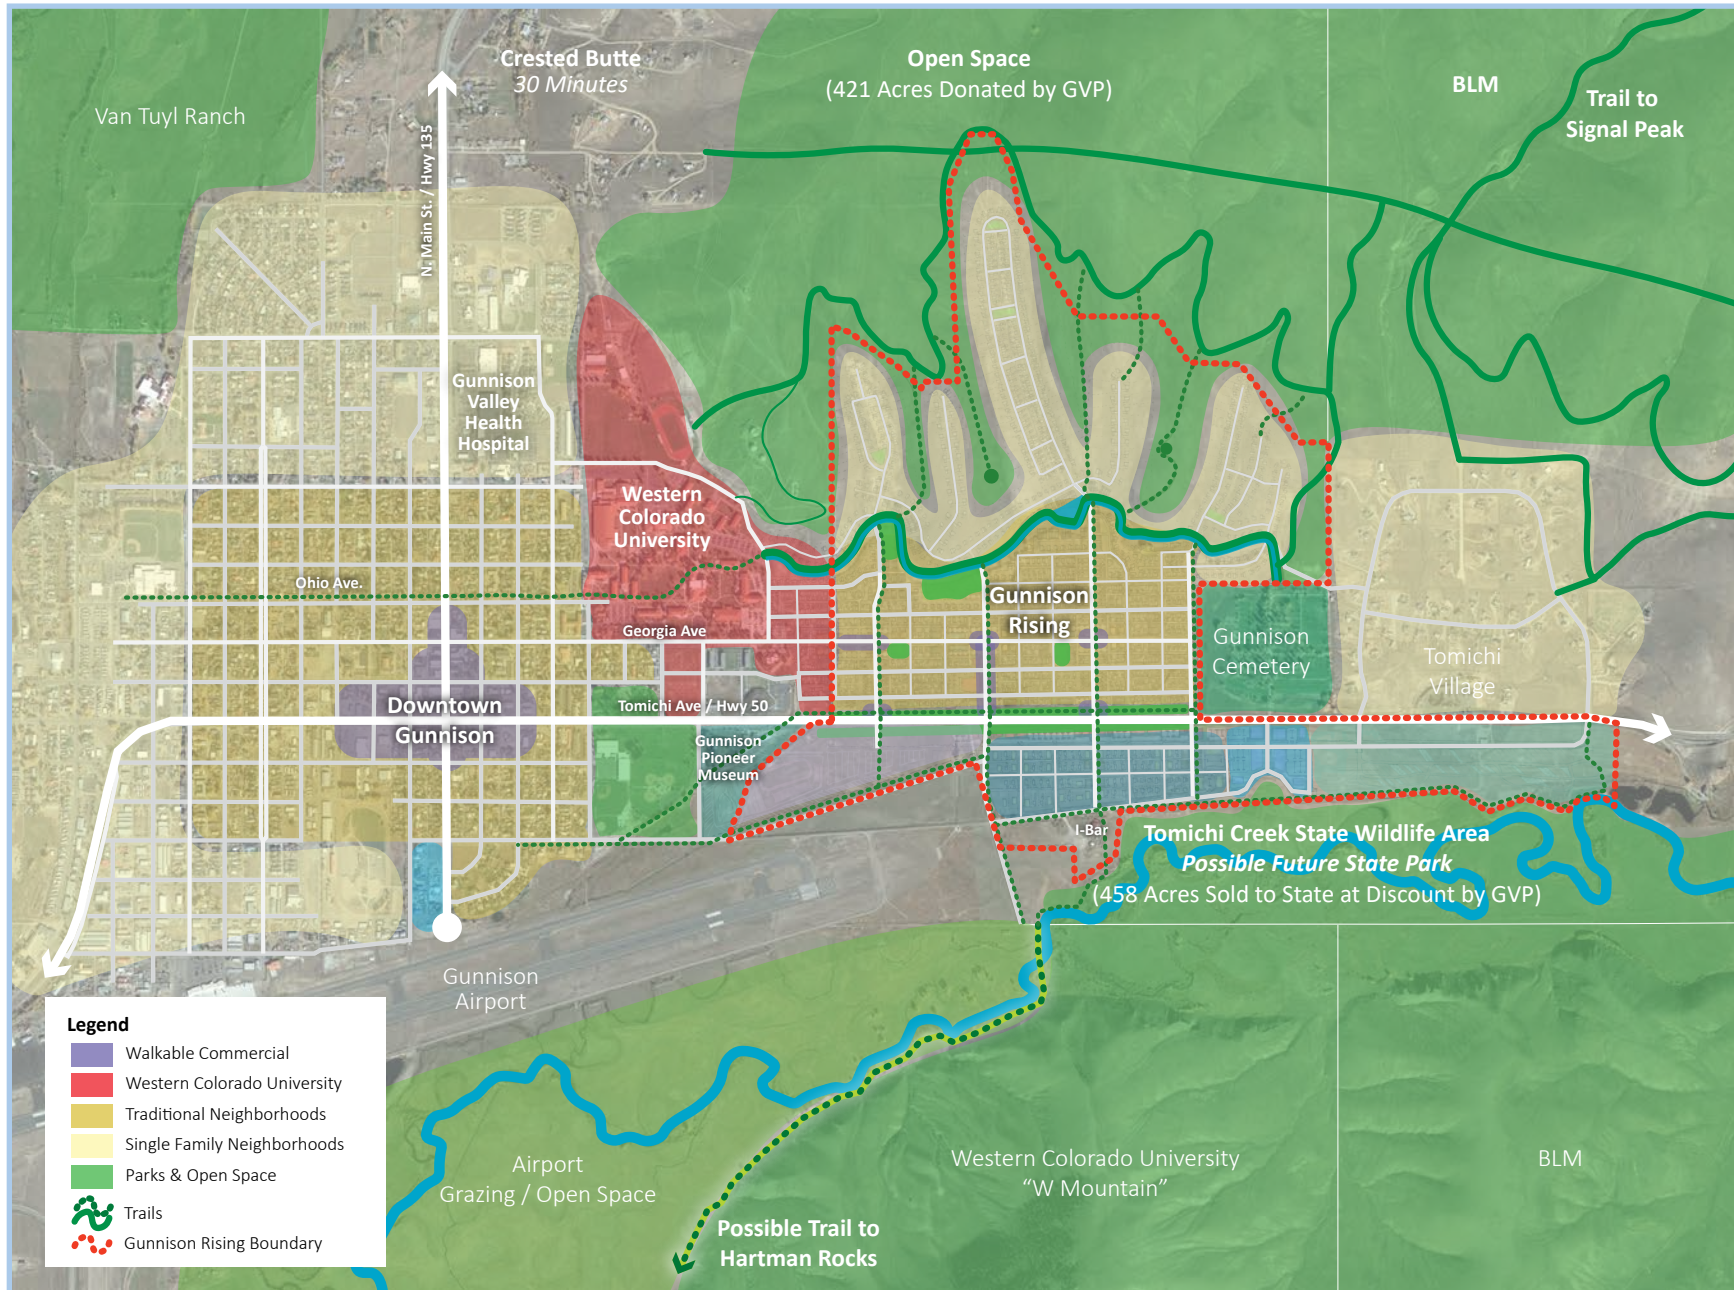 Crested Butte
30 Minutes
Open Space
(421 Acres Donated by GVP)
BLM
Trail to
Signal Peak
Van Tuyl Ranch
N. Main St. / Hwy 135
Gunnison
Valley
Health
Hospital
Western
Colorado
University
Ohio Ave.
Georgia Ave
Gunnison
Rising
Gunnison
Cemetery
Tomichi
Village
Downtown
Gunnison
Tomichi Ave / Hwy 50
Gunnison
Pioneer
Museum
I-Bar
Tomichi Creek State Wildlife Area
Possible Future State Park
(458 Acres Sold to State at Discount by GVP)
Gunnison
Airport
Legend
Walkable Commercial
Western Colorado University
Traditional Neighborhoods
Single Family Neighborhoods
Parks & Open Space
Trails
Gunnison Rising Boundary
Airport
Grazing / Open Space
Western Colorado University
“W Mountain”
BLM
Possible Trail to
Hartman Rocks